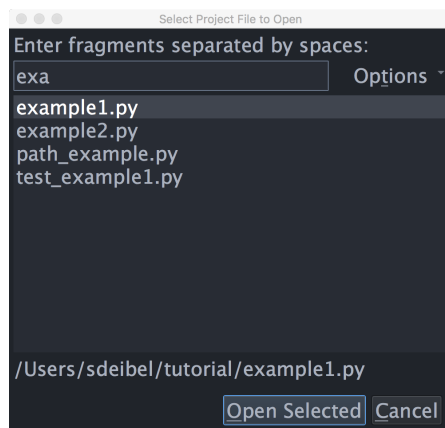 Select Project File to Open
Enter fragments separated by spaces:
exa
Options
example1.py
example2.py
path_example.py
test_example1.py
/Users/sdeibel/tutorial/example1.py
Open Selected
Cancel